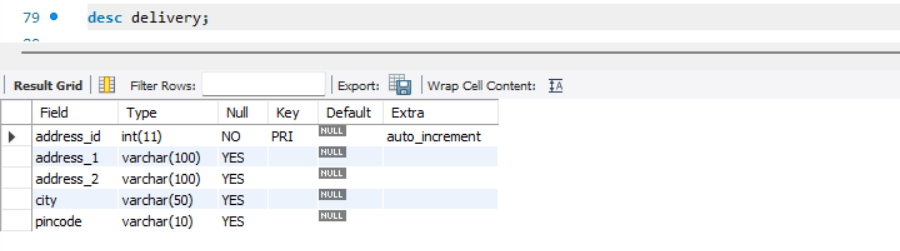 79 desc delivery;
Result Grid Filter Rows: Export: Wrap Cell Content: IA
Field Type Null Key Default Extra
address_id int(11) NO PRI NULL auto_increment
address_1 varchar(100) YES NULL
address_2 varchar(100) YES NULL
city varchar(50) YES NULL
pincode varchar(10) YES NULL